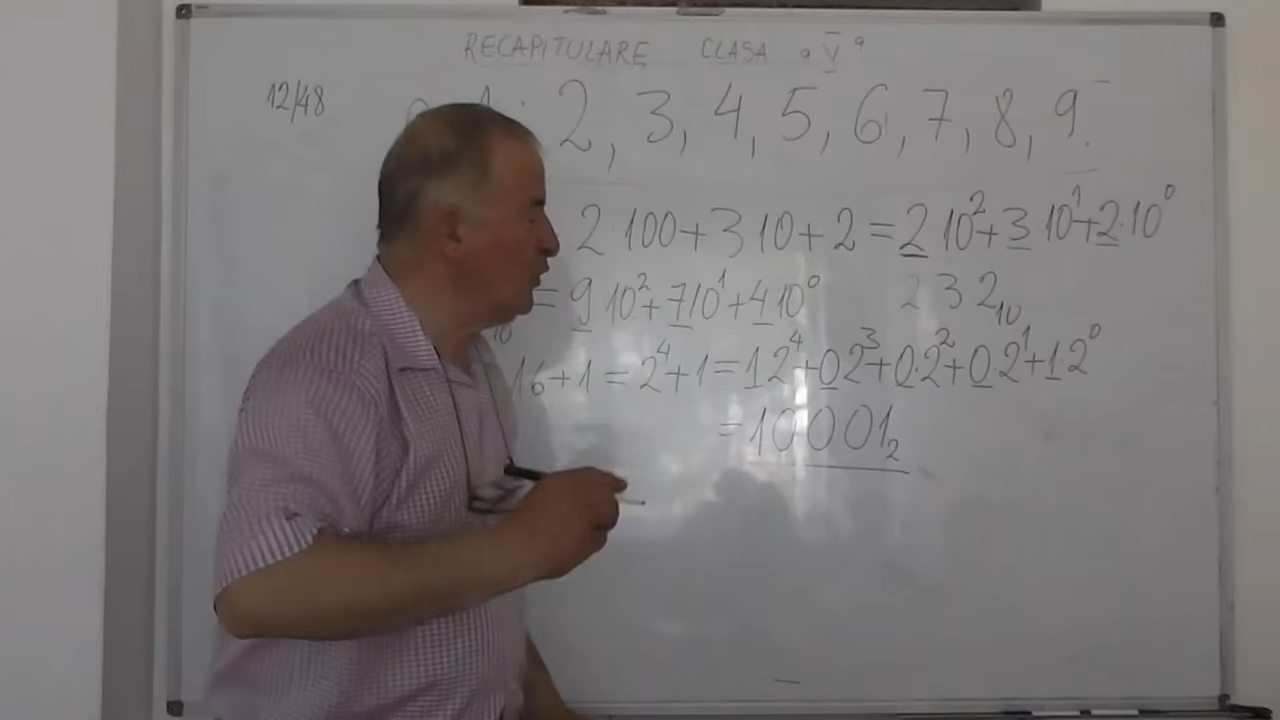 RECAPITULARE CLASA a V a
12/48
2, 3, 4, 5, 6, 7, 8, 9.
2 100+3 10+2=2 10²+3 10¹+2·10⁰
= 9 10²+7 10¹+4 10⁰ 2 3 2₁₀
16+1=2⁴+1=1 2⁴+0 2³+0·2²+0·2¹+1·2⁰
=10001₂